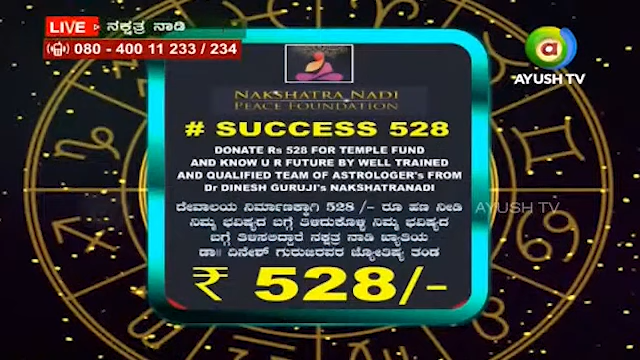 LIVE ನಕ್ಷತ್ರ ನಾಡಿ
080 - 400 11 233 / 234
a
AYUSH TV
NAKSHATRA NADI
PEACE FOUNDATION
# SUCCESS 528
DONATE Rs 528 FOR TEMPLE FUND
AND KNOW U R FUTURE BY WELL TRAINED
AND QUALIFIED TEAM OF ASTROLOGER's FROM
Dr DINESH GURUJI's NAKSHATRANADI
ದೇವಾಲಯ ನಿರ್ಮಾಣಕ್ಕಾಗಿ 528 /- ರೂ ಹಣ ನೀಡಿ
ನಿಮ್ಮ ಭವಿಷ್ಯದ ಬಗ್ಗೆ ತಿಳಿದುಕೊಳ್ಳಿ ನಿಮ್ಮ ಭವಿಷ್ಯದ
ಬಗ್ಗೆ ತಿಳಿಸಲಿದ್ದಾರೆ ನಕ್ಷತ್ರ ನಾಡಿ ಖ್ಯಾತಿಯ
ಡಾ|| ದಿನೇಶ್ ಗುರುಜಿರವರ ಜ್ಯೋತಿಷ್ಯ ತಂಡ
₹ 528/-
AYUSH TV